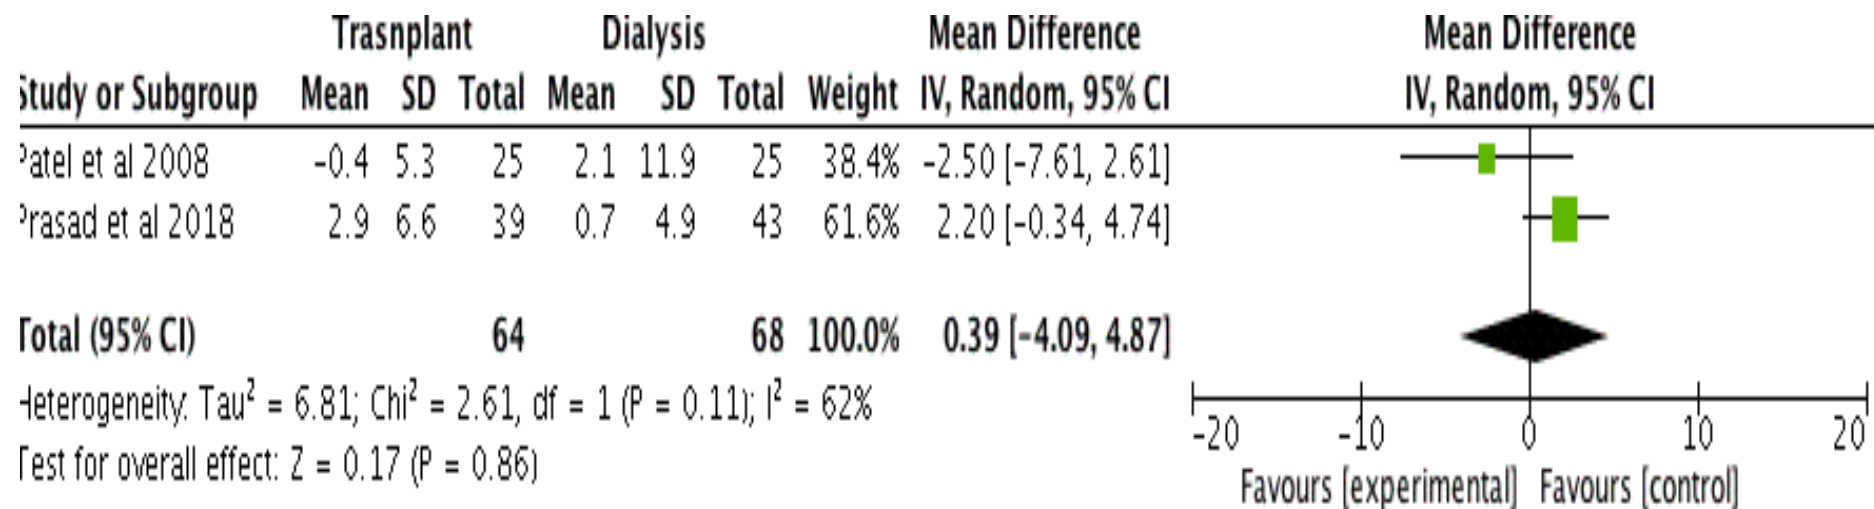 Trasnplant Dialysis Mean Difference Mean Difference
Study or Subgroup Mean SD Total Mean SD Total Weight IV, Random, 95% CI IV, Random, 95% CI
Patel et al 2008 −0.4 5.3 25 2.1 11.9 25 38.4% −2.50 [−7.61, 2.61]
Prasad et al 2018 2.9 6.6 39 0.7 4.9 43 61.6% 2.20 [−0.34, 4.74]
Total (95% CI) 64 68 100.0% 0.39 [−4.09, 4.87]
Heterogeneity: Tau² = 6.81; Chi² = 2.61, df = 1 (P = 0.11); I² = 62%
Test for overall effect: Z = 0.17 (P = 0.86)
−20 −10 0 10 20
Favours [experimental] Favours [control]